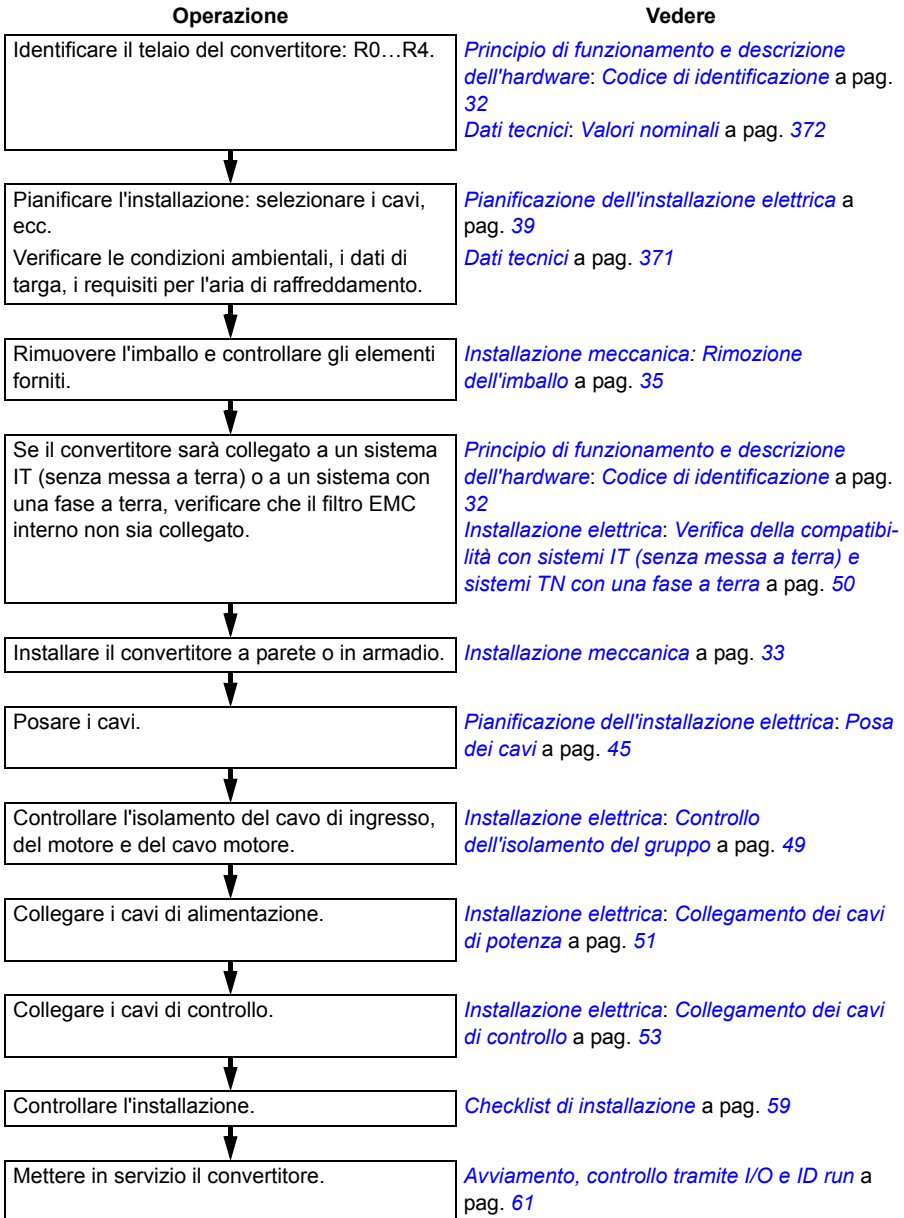 Operazione
Vedere
Identificare il telaio del convertitore: R0…R4.
Principio di funzionamento e descrizione
dell'hardware: Codice di identificazione a pag.
32
Dati tecnici: Valori nominali a pag. 372
Pianificare l'installazione: selezionare i cavi,
ecc.
Verificare le condizioni ambientali, i dati di
targa, i requisiti per l'aria di raffreddamento.
Pianificazione dell'installazione elettrica a
pag. 39
Dati tecnici a pag. 371
Rimuovere l'imballo e controllare gli elementi
forniti.
Installazione meccanica: Rimozione
dell'imballo a pag. 35
Se il convertitore sarà collegato a un sistema
IT (senza messa a terra) o a un sistema con
una fase a terra, verificare che il filtro EMC
interno non sia collegato.
Principio di funzionamento e descrizione
dell'hardware: Codice di identificazione a pag.
32
Installazione elettrica: Verifica della compatibi-
lità con sistemi IT (senza messa a terra) e
sistemi TN con una fase a terra a pag. 50
Installare il convertitore a parete o in armadio.
Installazione meccanica a pag. 33
Posare i cavi.
Pianificazione dell'installazione elettrica: Posa
dei cavi a pag. 45
Controllare l'isolamento del cavo di ingresso,
del motore e del cavo motore.
Installazione elettrica: Controllo
dell'isolamento del gruppo a pag. 49
Collegare i cavi di alimentazione.
Installazione elettrica: Collegamento dei cavi
di potenza a pag. 51
Collegare i cavi di controllo.
Installazione elettrica: Collegamento dei cavi
di controllo a pag. 53
Controllare l'installazione.
Checklist di installazione a pag. 59
Mettere in servizio il convertitore.
Avviamento, controllo tramite I/O e ID run a
pag. 61